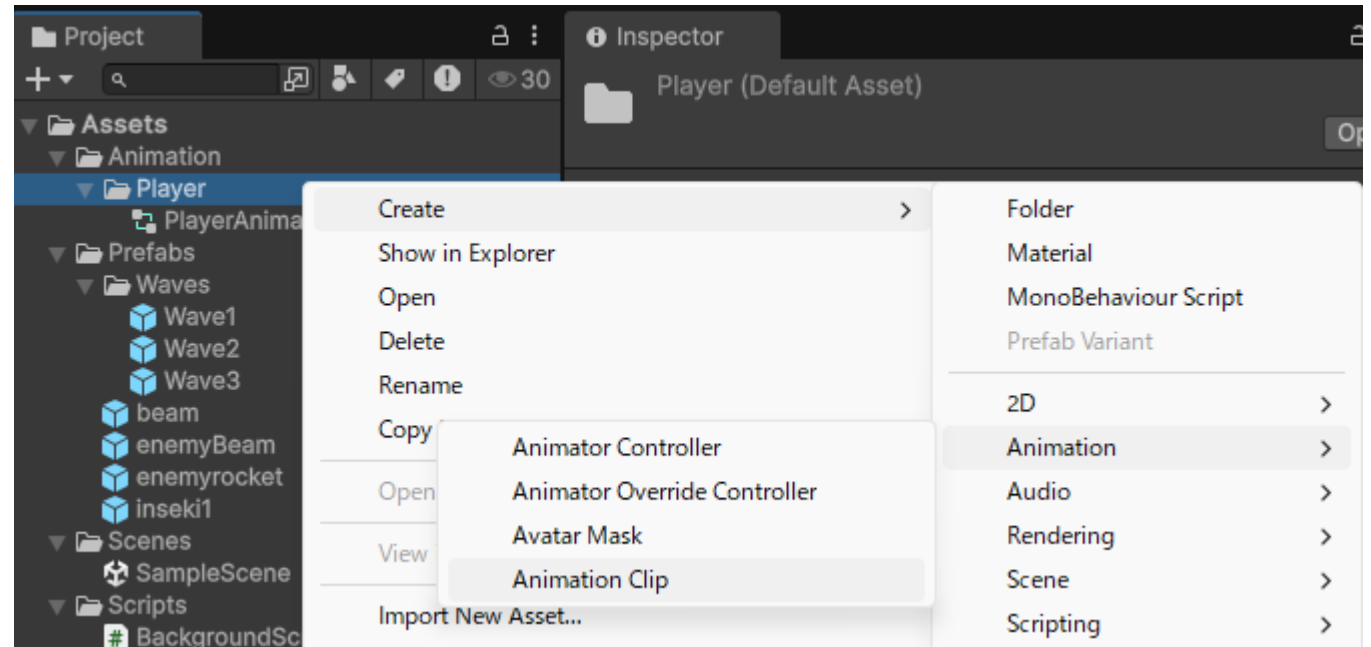 Project
Inspector
30
Player (Default Asset)
Assets
Animation
Player
PlayerAnima
Prefabs
Waves
Wave1
Wave2
Wave3
beam
enemyBeam
enemyrocket
inseki1
Scenes
SampleScene
Scripts
BackgroundSc
Create
Show in Explorer
Open
Delete
Rename
Copy
Open
View
Import New Asset...
Animator Controller
Animator Override Controller
Avatar Mask
Animation Clip
Folder
Material
MonoBehaviour Script
Prefab Variant
2D
Animation
Audio
Rendering
Scene
Scripting
Op